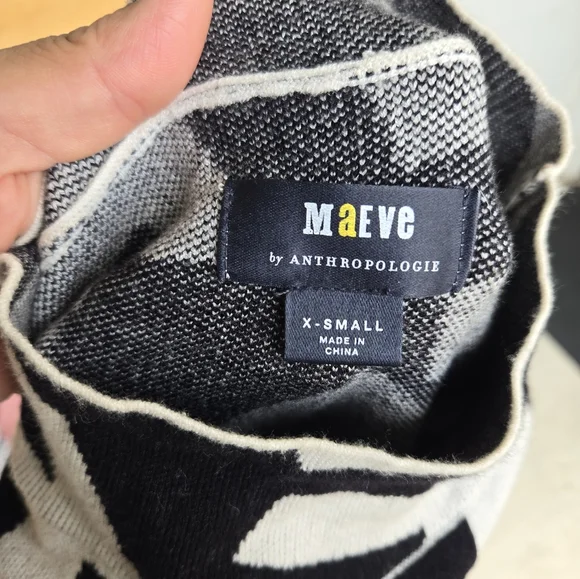 MaEVe
by ANTHROPOLOGIE
X-SMALL
MADE IN
CHINA